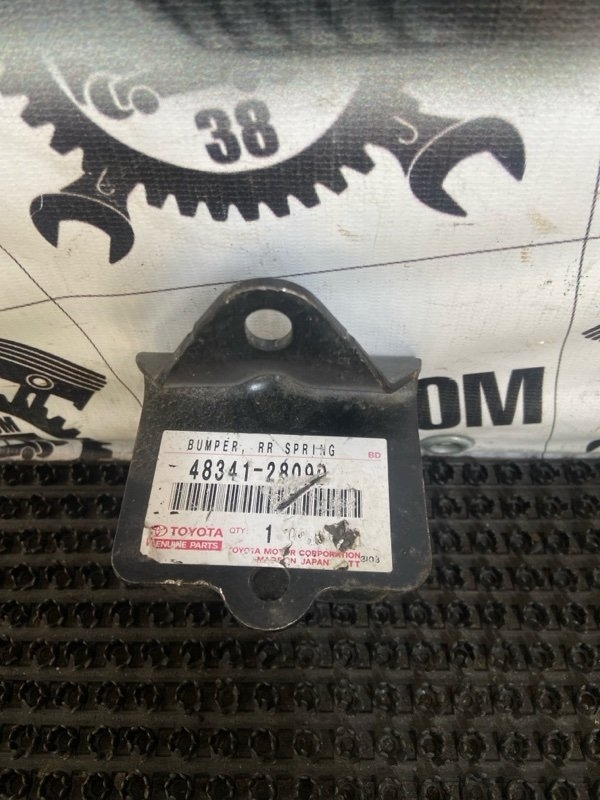 38
OM
BUMPER, RR SPRING
BD
48341-28090
TOYOTA
GENUINE PARTS
QTY
1
TOYOTA MOTOR CORPORATION
MADE IN JAPAN